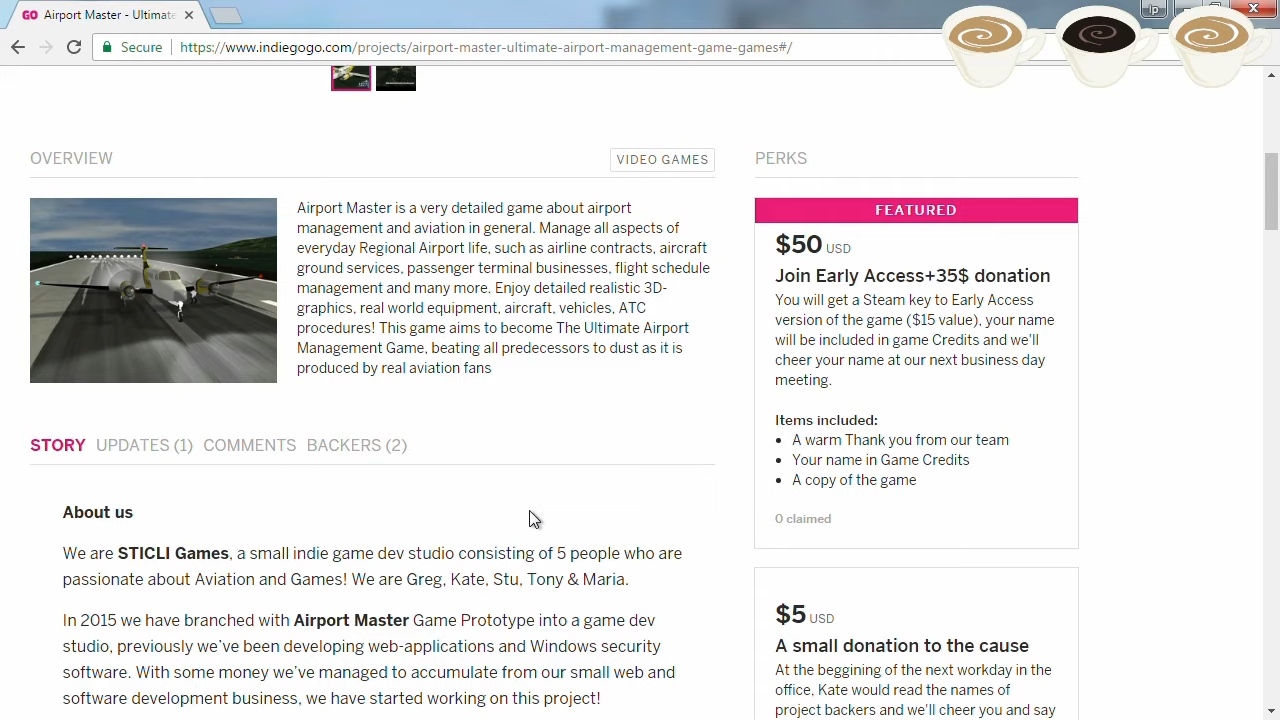 GO Airport Master - Ultimate
Secure https://www.indiegogo.com/projects/airport-master-ultimate-airport-management-game-games#/
OVERVIEW
VIDEO GAMES
Airport Master is a very detailed game about airport
management and aviation in general. Manage all aspects of
everyday Regional Airport life, such as airline contracts, aircraft
ground services, passenger terminal businesses, flight schedule
management and many more. Enjoy detailed realistic 3D-
graphics, real world equipment, aircraft, vehicles, ATC
procedures! This game aims to become The Ultimate Airport
Management Game, beating all predecessors to dust as it is
produced by real aviation fans
STORY UPDATES (1) COMMENTS BACKERS (2)
About us
We are STICLI Games, a small indie game dev studio consisting of 5 people who are
passionate about Aviation and Games! We are Greg, Kate, Stu, Tony & Maria.
In 2015 we have branched with Airport Master Game Prototype into a game dev
studio, previously we've been developing web-applications and Windows security
software. With some money we've managed to accumulate from our small web and
software development business, we have started working on this project!
PERKS
FEATURED
$50 USD
Join Early Access+35$ donation
You will get a Steam key to Early Access
version of the game ($15 value), your name
will be included in game Credits and we'll
cheer your name at our next business day
meeting.
Items included:
• A warm Thank you from our team
• Your name in Game Credits
• A copy of the game
0 claimed
$5 USD
A small donation to the cause
At the beggining of the next workday in the
office, Kate would read the names of
project backers and we'll cheer you and say